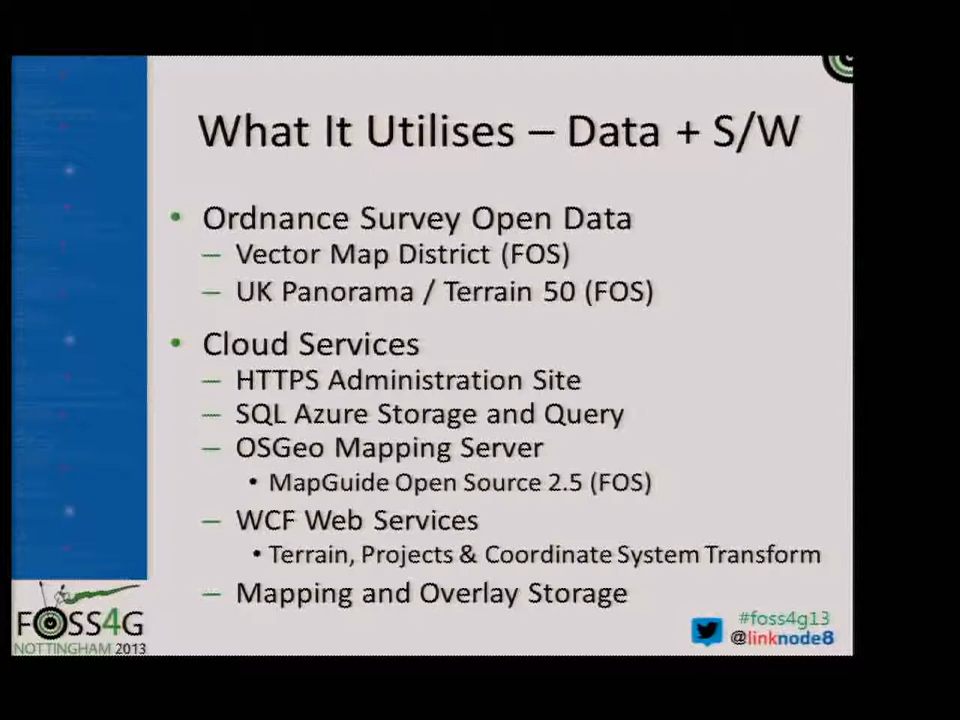 What It Utilises – Data + S/W
• Ordnance Survey Open Data
– Vector Map District (FOS)
– UK Panorama / Terrain 50 (FOS)
• Cloud Services
– HTTPS Administration Site
– SQL Azure Storage and Query
– OSGeo Mapping Server
• MapGuide Open Source 2.5 (FOS)
– WCF Web Services
• Terrain, Projects & Coordinate System Transform
– Mapping and Overlay Storage
FOSS4G
NOTTINGHAM 2013
#foss4g13
@linknode8